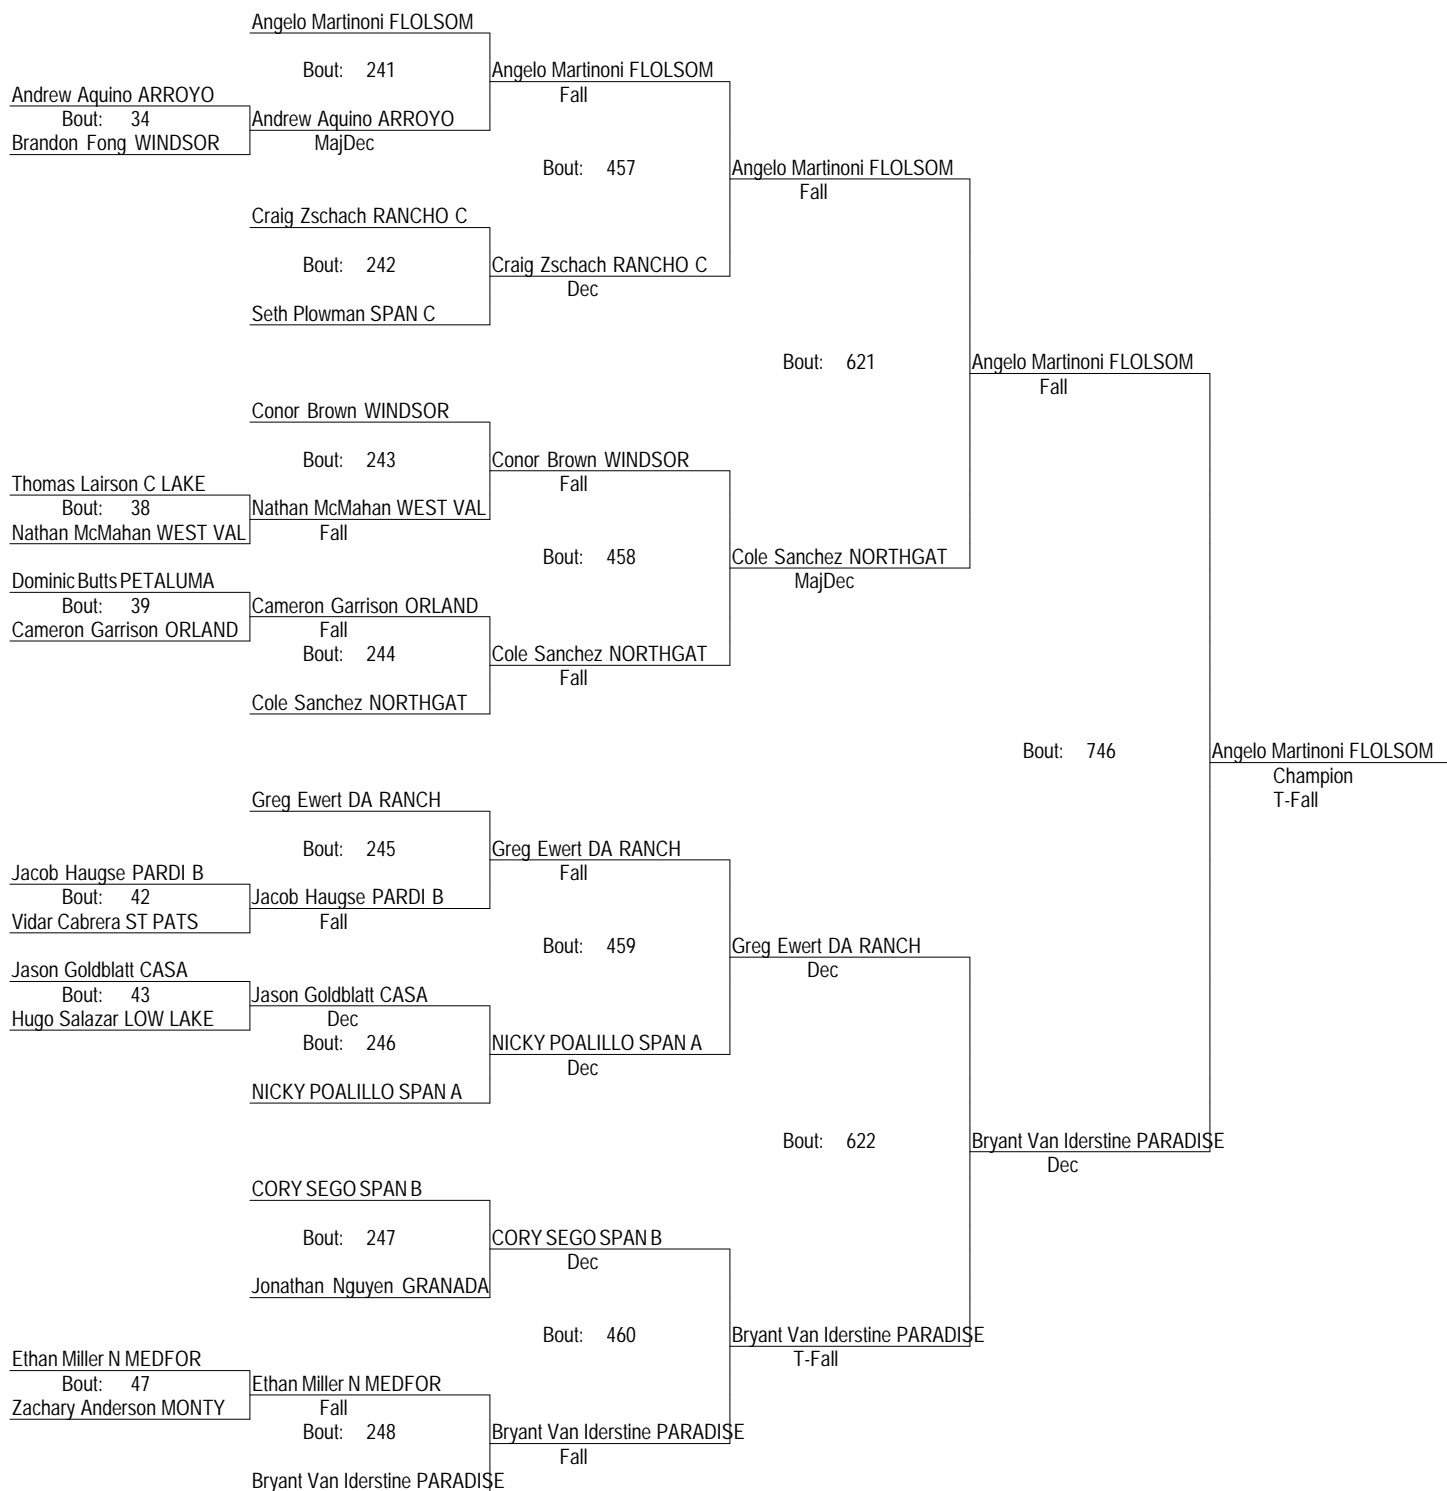 Angelo Martinoni FLOLSOM
Bout: 241
Angelo Martinoni FLOLSOM
Fall
Andrew Aquino ARROYO
Bout: 34
Brandon Fong WINDSOR
Andrew Aquino ARROYO
MajDec
Bout: 457
Angelo Martinoni FLOLSOM
Fall
Craig Zschach RANCHO C
Bout: 242
Craig Zschach RANCHO C
Dec
Seth Plowman SPAN C
Bout: 621
Angelo Martinoni FLOLSOM
Fall
Conor Brown WINDSOR
Bout: 243
Conor Brown WINDSOR
Fall
Thomas Lairson C LAKE
Bout: 38
Nathan McMahan WEST VAL
Nathan McMahan WEST VAL
Fall
Bout: 458
Cole Sanchez NORTHGAT
MajDec
Dominic Butts PETALUMA
Bout: 39
Cameron Garrison ORLAND
Cameron Garrison ORLAND
Fall
Bout: 244
Cole Sanchez NORTHGAT
Fall
Cole Sanchez NORTHGAT
Bout: 746
Angelo Martinoni FLOLSOM
Champion
T-Fall
Greg Ewert DA RANCH
Bout: 245
Greg Ewert DA RANCH
Fall
Jacob Haugse PARDI B
Bout: 42
Vidar Cabrera ST PATS
Jacob Haugse PARDI B
Fall
Bout: 459
Greg Ewert DA RANCH
Dec
Jason Goldblatt CASA
Bout: 43
Hugo Salazar LOW LAKE
Jason Goldblatt CASA
Dec
Bout: 246
NICKY POALILLO SPAN A
Dec
NICKY POALILLO SPAN A
Bout: 622
Bryant Van Iderstine PARADISE
Dec
CORY SEGO SPAN B
Bout: 247
CORY SEGO SPAN B
Dec
Jonathan Nguyen GRANADA
Bout: 460
Bryant Van Iderstine PARADISE
T-Fall
Ethan Miller N MEDFOR
Bout: 47
Zachary Anderson MONTY
Ethan Miller N MEDFOR
Fall
Bout: 248
Bryant Van Iderstine PARADISE
Fall
Bryant Van Iderstine PARADISE